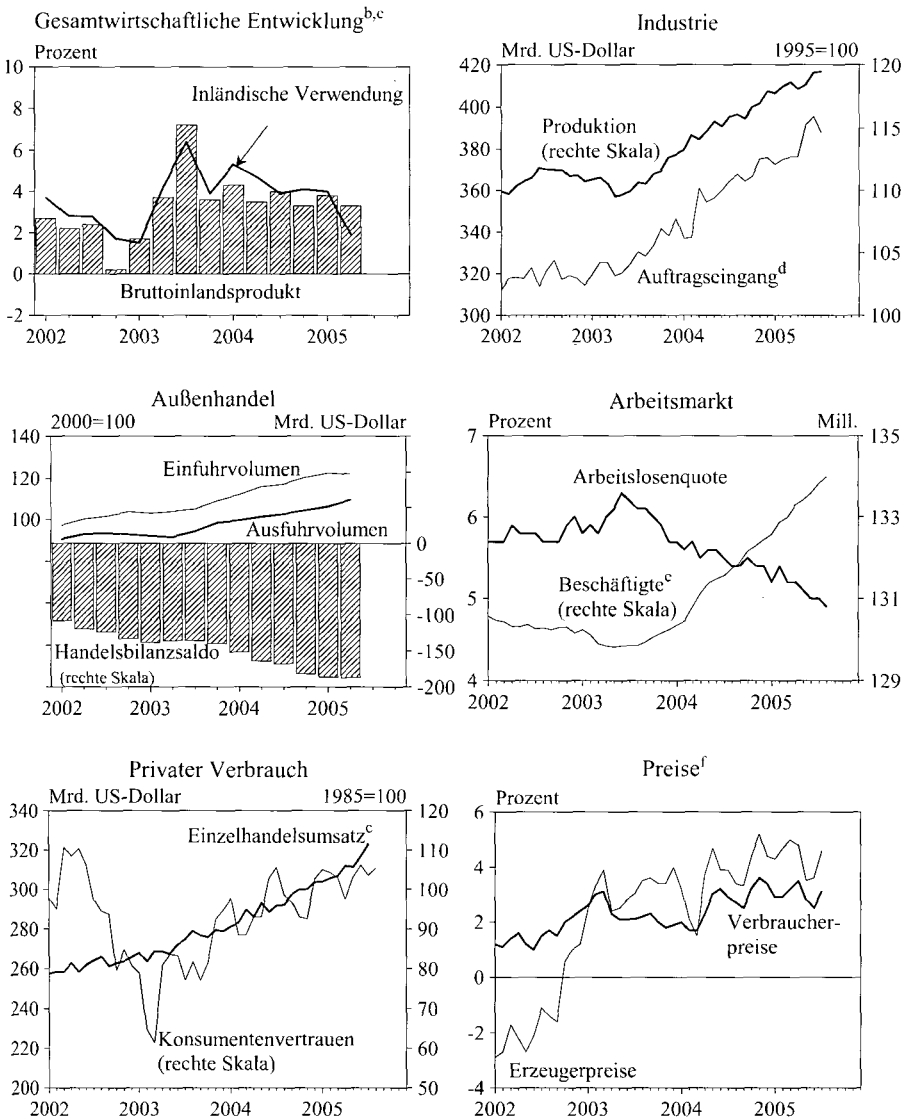 Gesamtwirtschaftliche Entwicklung^b,c
Prozent
10
8
6
4
2
0
-2
Inländische Verwendung
Bruttoinlandsprodukt
2002 2003 2004 2005
Industrie
Mrd. US-Dollar 1995=100
420
400
380
360
340
320
300
120
115
110
105
100
Produktion
(rechte Skala)
Auftragseingang^d
2002 2003 2004 2005
Außenhandel
2000=100 Mrd. US-Dollar
140
120
100
0
-50
-100
-150
-200
Einfuhrvolumen
Ausfuhrvolumen
Handelsbilanzsaldo
(rechte Skala)
2002 2003 2004 2005
Arbeitsmarkt
Prozent Mill.
7
6
5
4
135
133
131
129
Arbeitslosenquote
Beschäftigte^c
(rechte Skala)
2002 2003 2004 2005
Privater Verbrauch
Mrd. US-Dollar 1985=100
340
320
300
280
260
240
220
200
120
110
100
90
80
70
60
50
Einzelhandelsumsatz^c
Konsumentenvertrauen
(rechte Skala)
2002 2003 2004 2005
Preise^f
Prozent
6
4
2
0
-2
-4
Verbraucher-
preise
Erzeugerpreise
2002 2003 2004 2005